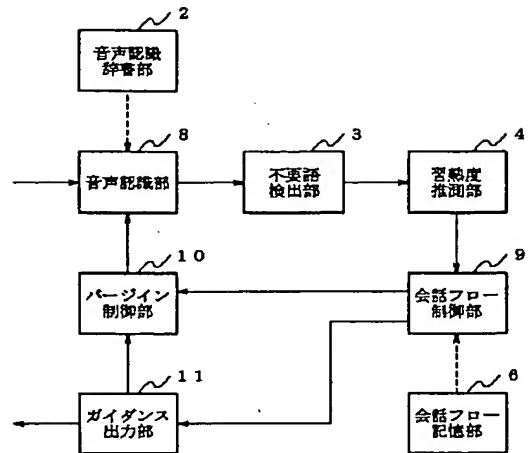 2
音声認識
辞書部
8
3
4
音声認識部
不要語
検出部
習熟度
推測部
10
9
バージイン
制御部
会話フロー
制御部
11
6
ガイダンス
出力部
会話フロー
記憶部